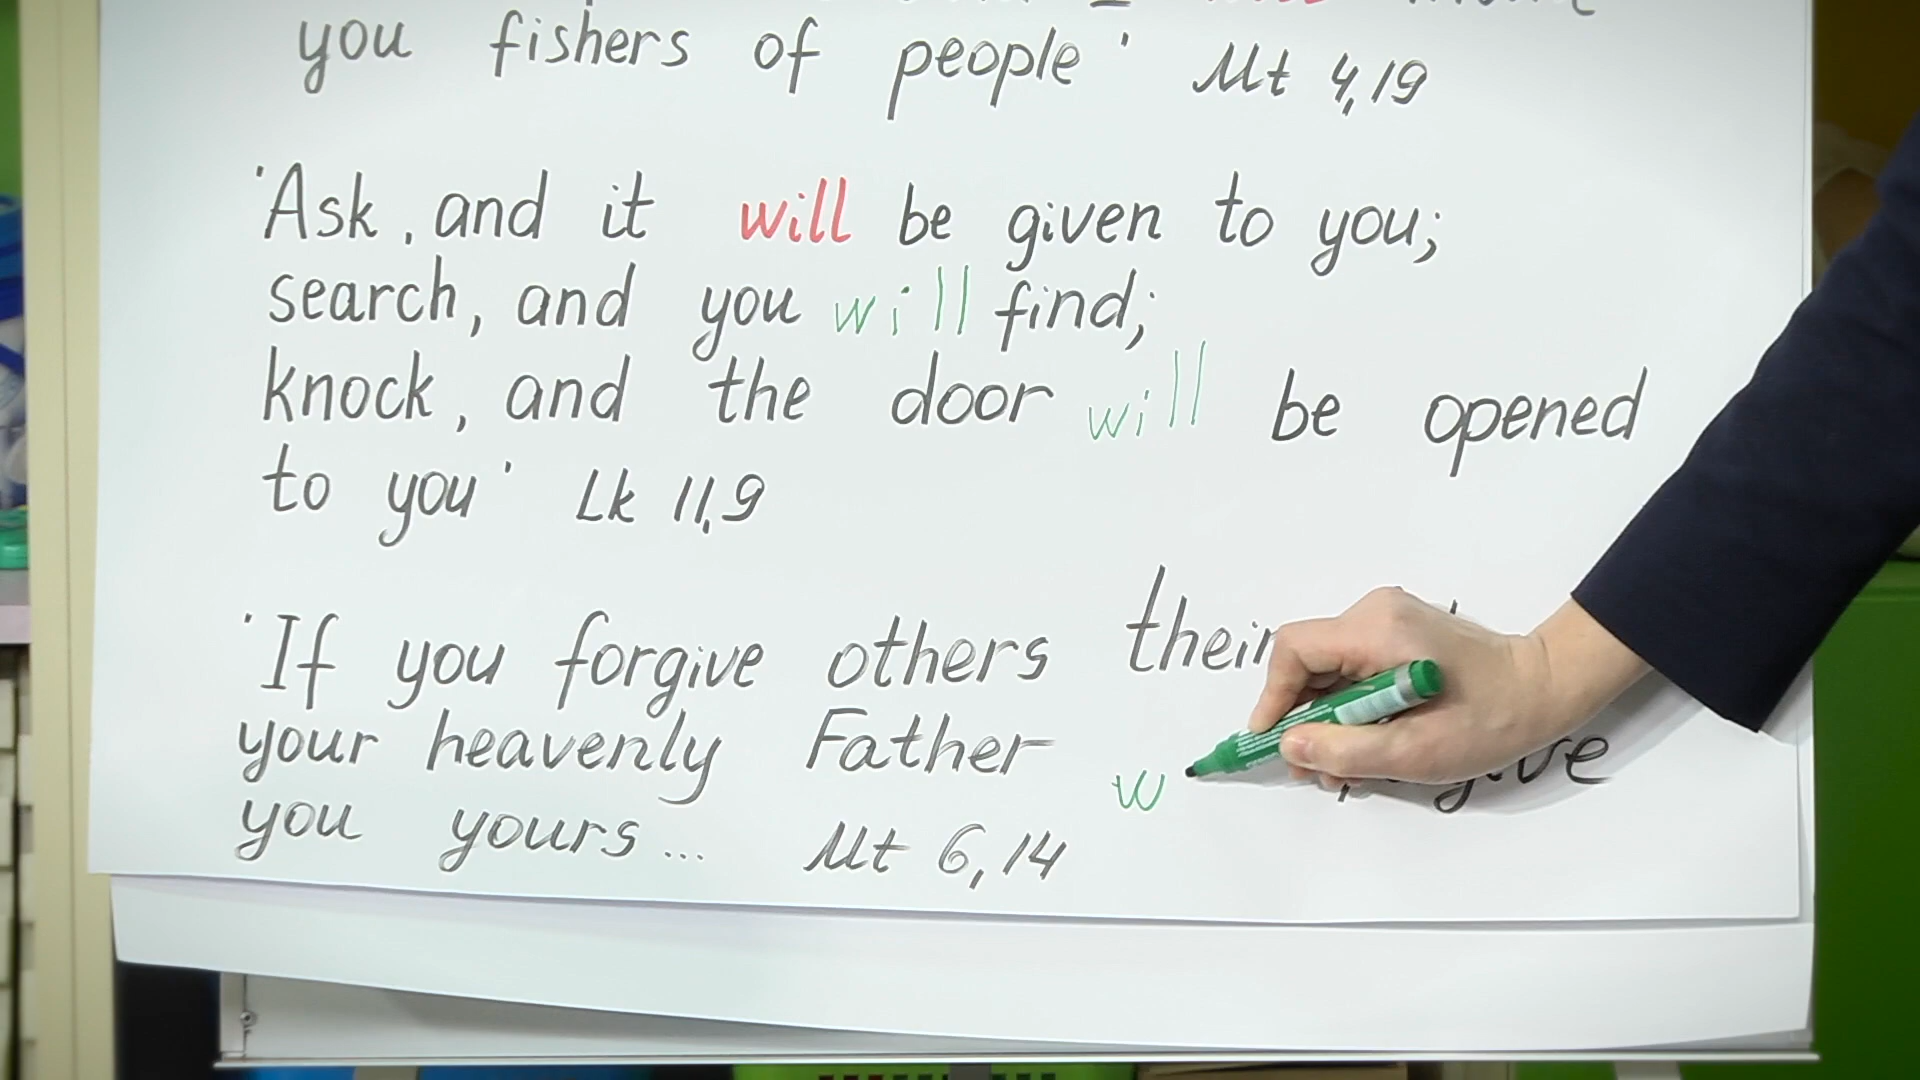 you fishers of people' Mt 4,19
'Ask, and it will be given to you;
search, and you will find;
knock, and the door will be opened
to you' Lk 11,9
'If you forgive others their
your heavenly Father w
you yours... Mt 6,14